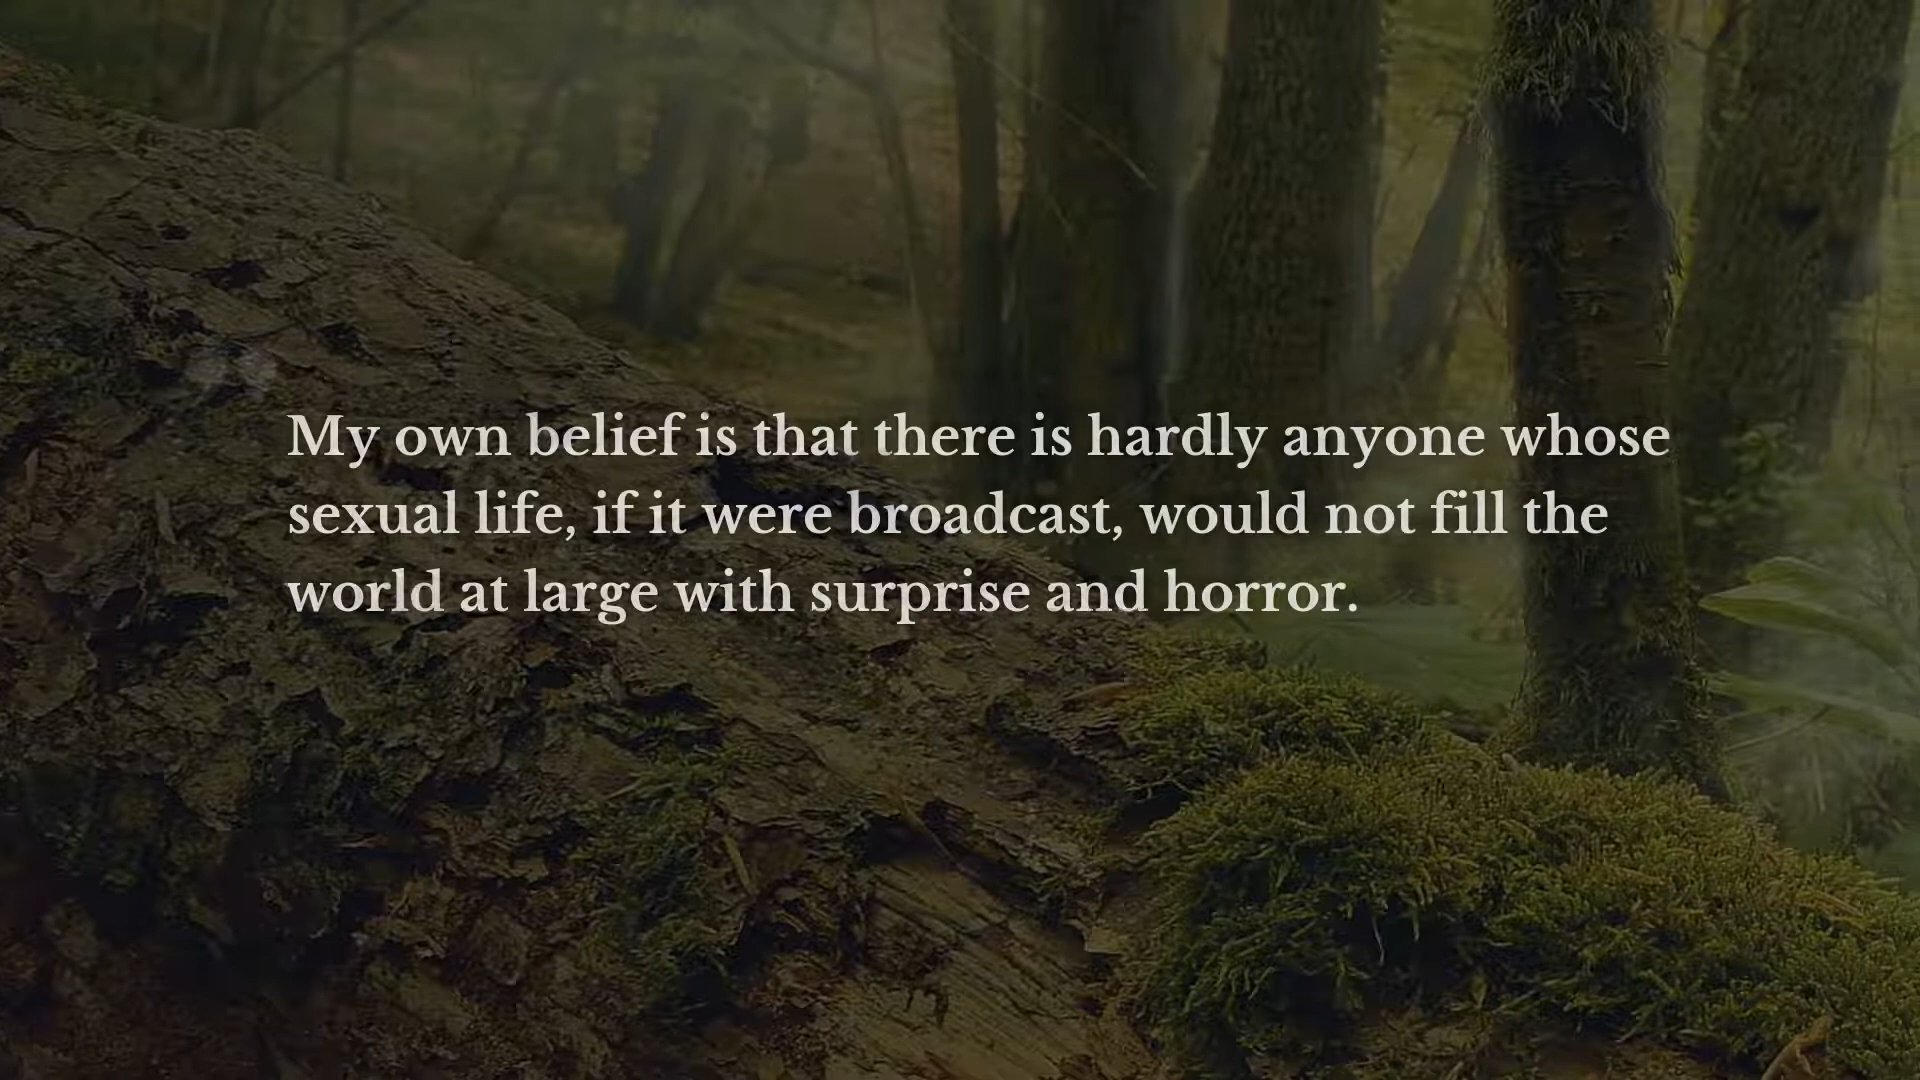 My own belief is that there is hardly anyone whose
sexual life, if it were broadcast, would not fill the
world at large with surprise and horror.